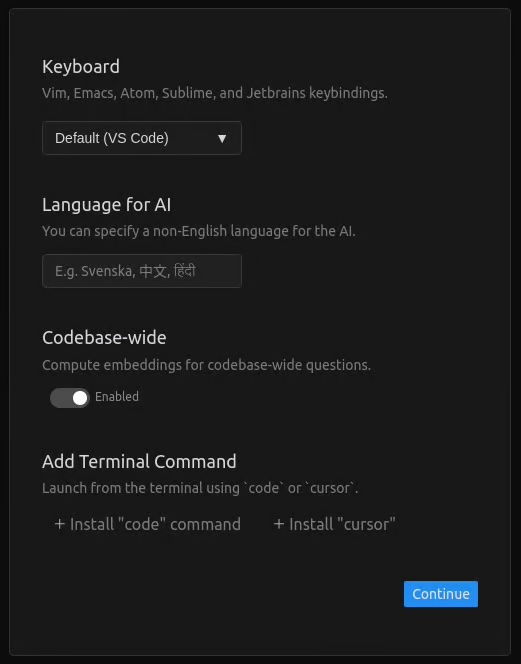 Keyboard
Vim, Emacs, Atom, Sublime, and Jetbrains keybindings.
Default (VS Code) ▼
Language for AI
You can specify a non-English language for the AI.
E.g. Svenska, 中文, हिंदी
Codebase-wide
Compute embeddings for codebase-wide questions.
Enabled
Add Terminal Command
Launch from the terminal using `code` or `cursor`.
+ Install "code" command + Install "cursor"
Continue